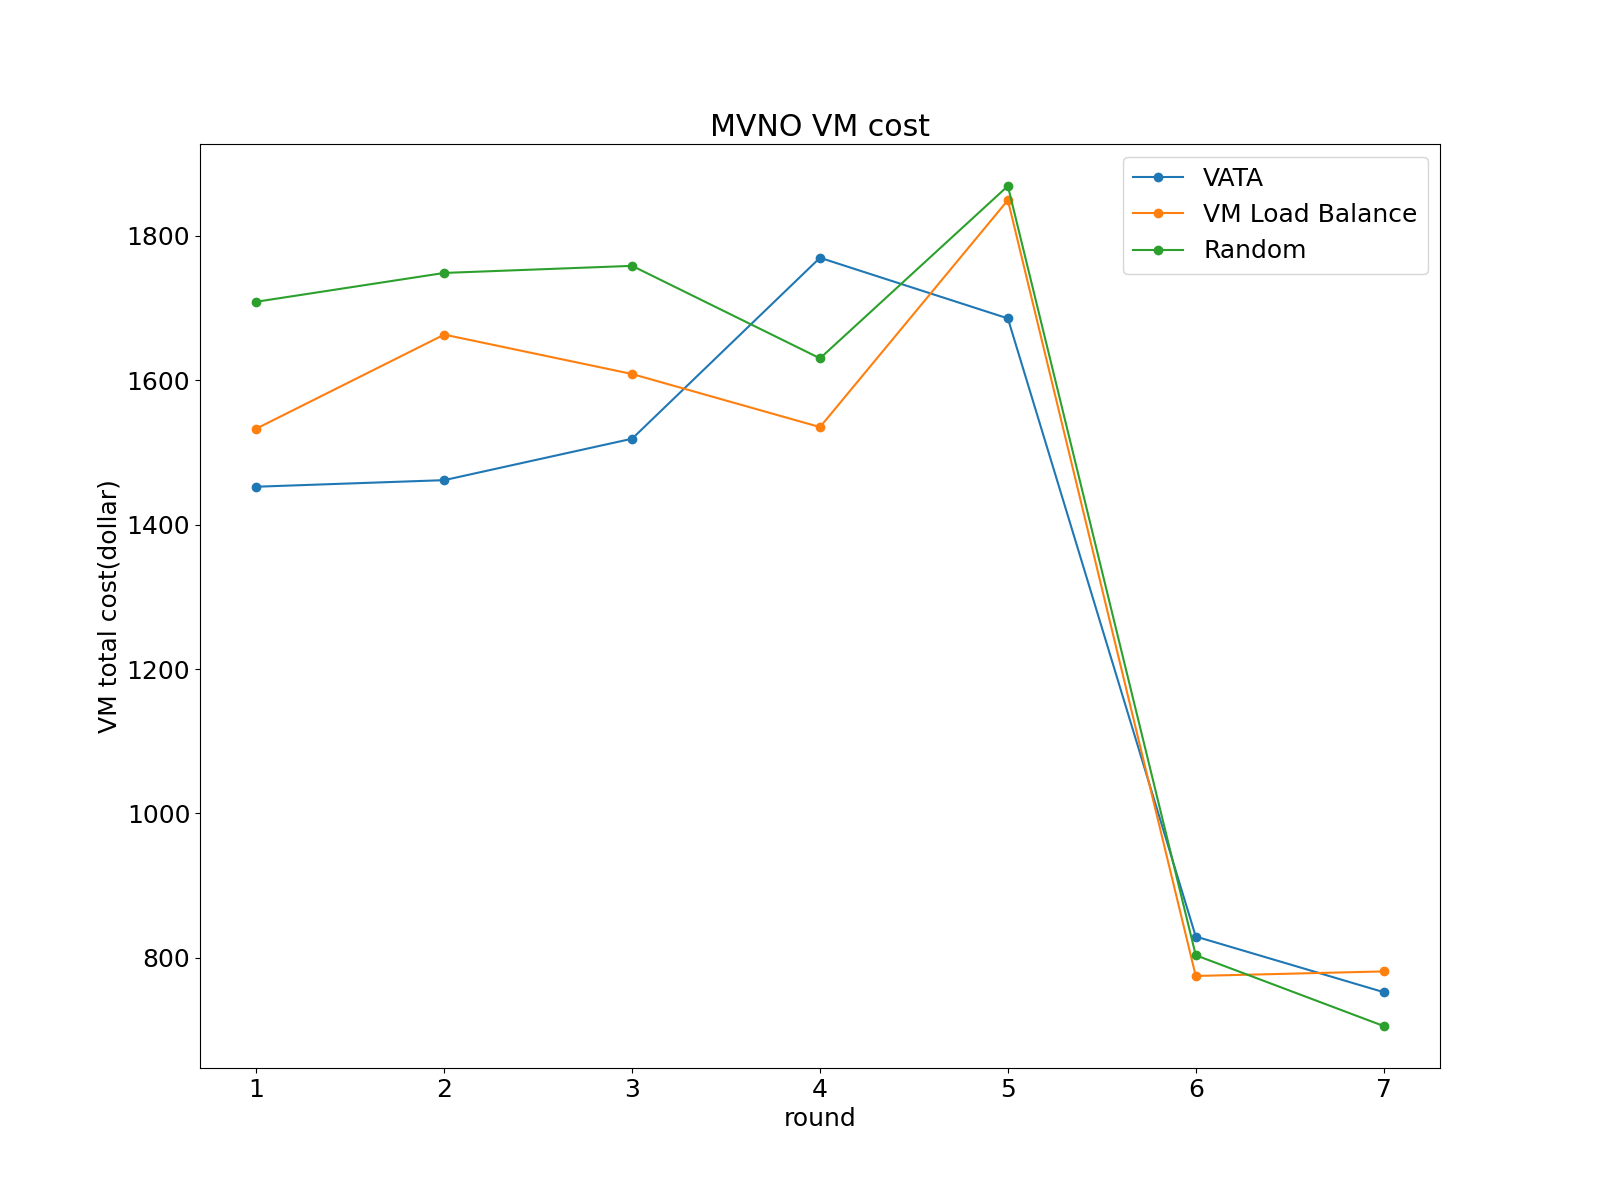 MVNO VM cost
VATA
VM Load Balance
Random
VM total cost(dollar)
1800
1600
1400
1200
1000
800
1 2 3 4 5 6 7
round